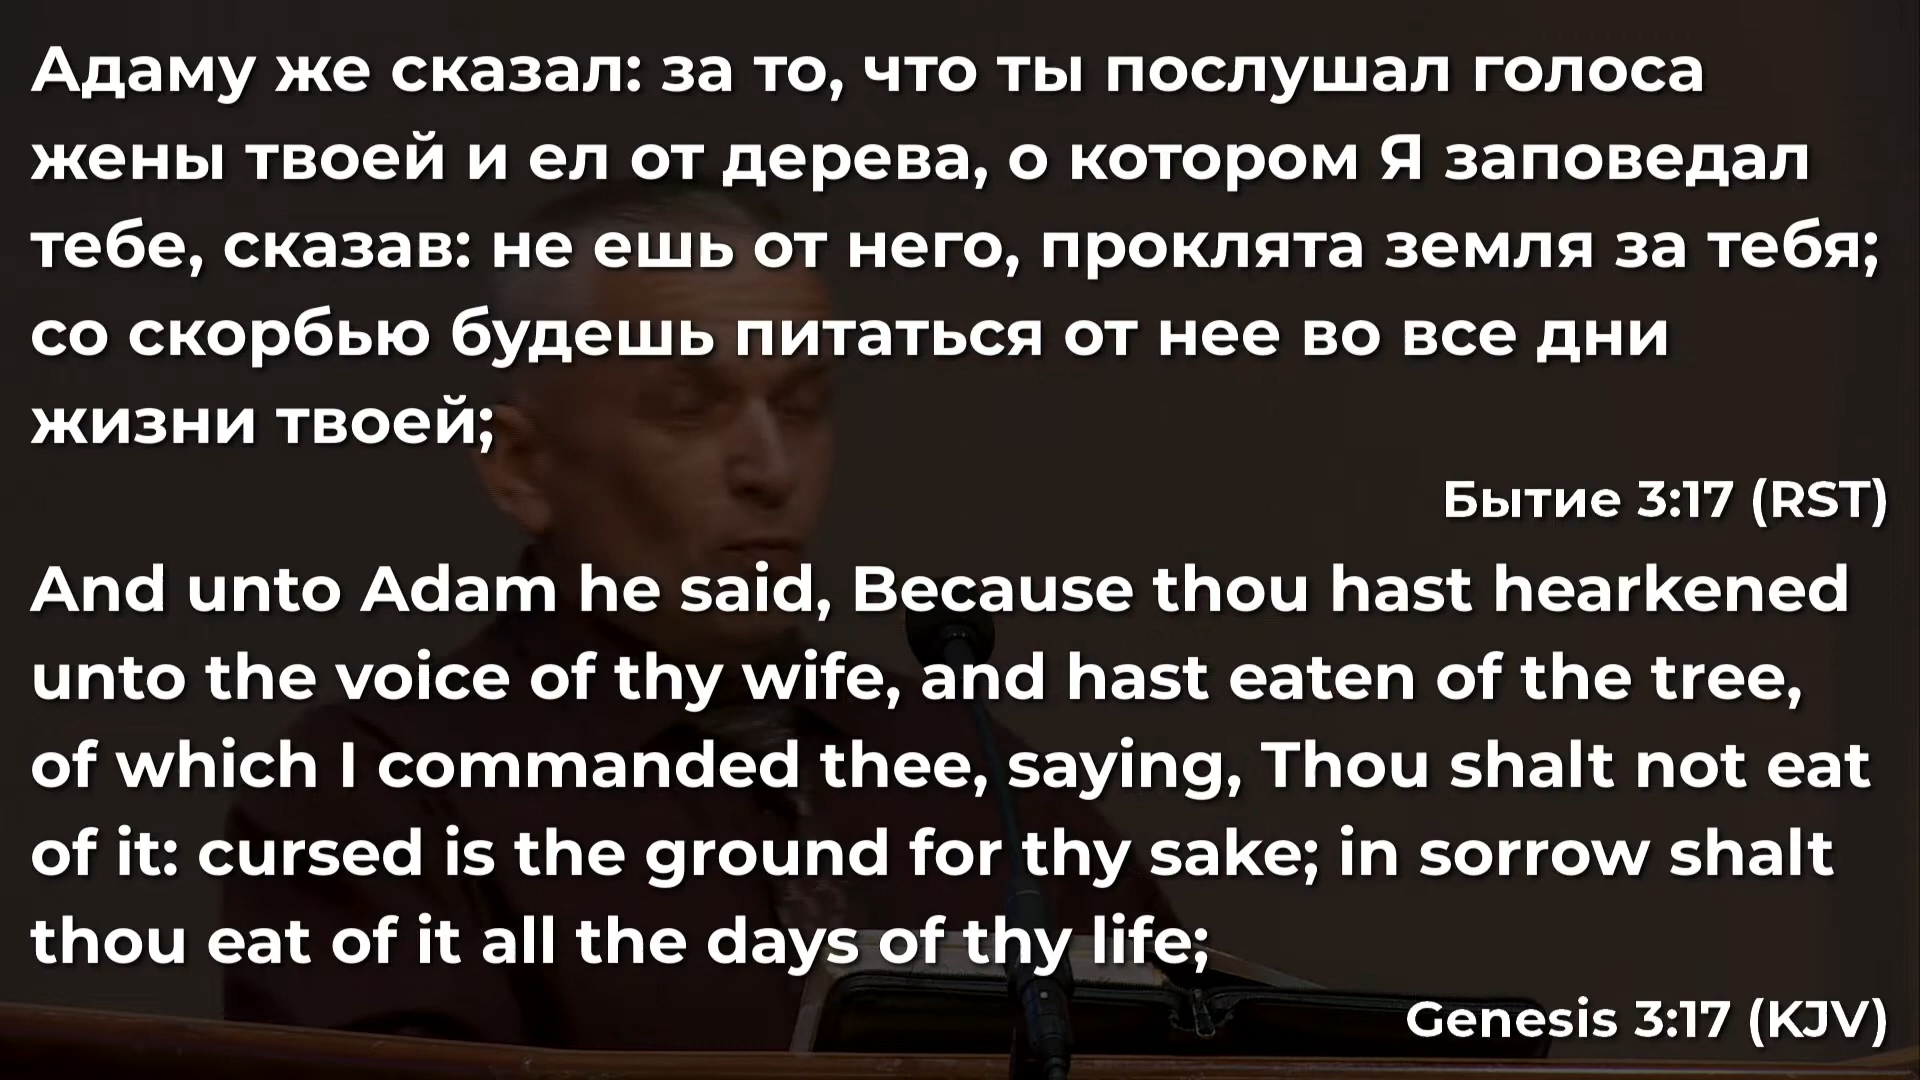 Адаму же сказал: за то, что ты послушал голоса
жены твоей и ел от дерева, о котором Я заповедал
тебе, сказав: не ешь от него, проклята земля за тебя;
со скорбью будешь питаться от нее во все дни
жизни твоей;
Бытие 3:17 (RST)
And unto Adam he said, Because thou hast hearkened
unto the voice of thy wife, and hast eaten of the tree,
of which I commanded thee, saying, Thou shalt not eat
of it: cursed is the ground for thy sake; in sorrow shalt
thou eat of it all the days of thy life;
Genesis 3:17 (KJV)